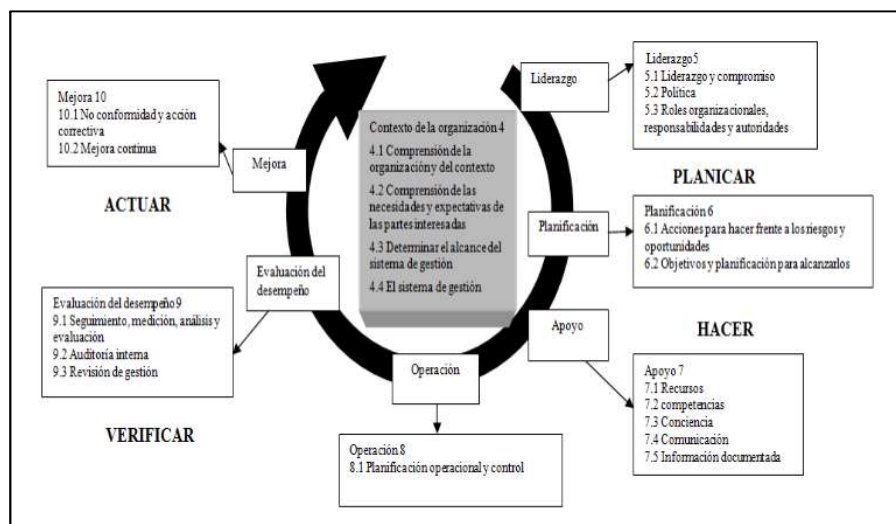 Liderazgo
Liderazgo5
5.1 Liderazgo y compromiso
5.2 Política
5.3 Roles organizacionales,
responsabilidades y autoridades
PLANICAR
Mejora 10
10.1 No conformidad y acción
correctiva
10.2 Mejora continua
Mejora
ACTUAR
Contexto de la organización 4
4.1 Comprensión de la
organización y del contexto
4.2 Comprensión de las
necesidades y expectativas de
las partes interesadas
4.3 Determinar el alcance del
sistema de gestión
4.4 El sistema de gestión
Planificación
Planificación 6
6.1 Acciones para hacer frente a los riesgos y
oportunidades
6.2 Objetivos y planificación para alcanzarlos
Evaluación del
desempeño
Evaluación del desempeño 9
9.1 Seguimiento, medición, análisis y
evaluación
9.2 Auditoría interna
9.3 Revisión de gestión
VERIFICAR
Apoyo
HACER
Apoyo 7
7.1 Recursos
7.2 competencias
7.3 Conciencia
7.4 Comunicación
7.5 Información documentada
Operación
Operación 8
8.1 Planificación operacional y control